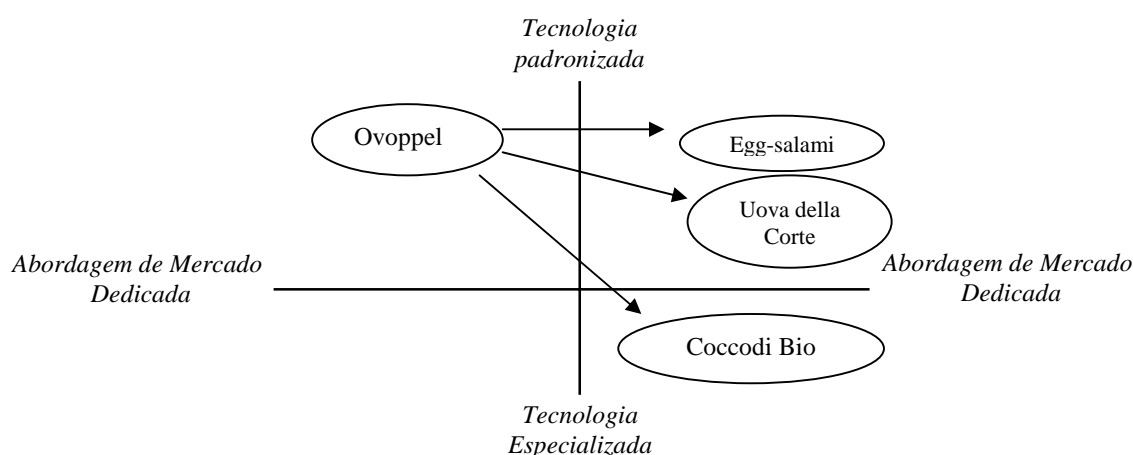 Tecnologia
padronizada
Ovoppel
Egg-salami
Uova della
Corte
Abordagem de Mercado
Dedicada
Abordagem de Mercado
Dedicada
Coccodi Bio
Tecnologia
Especializada